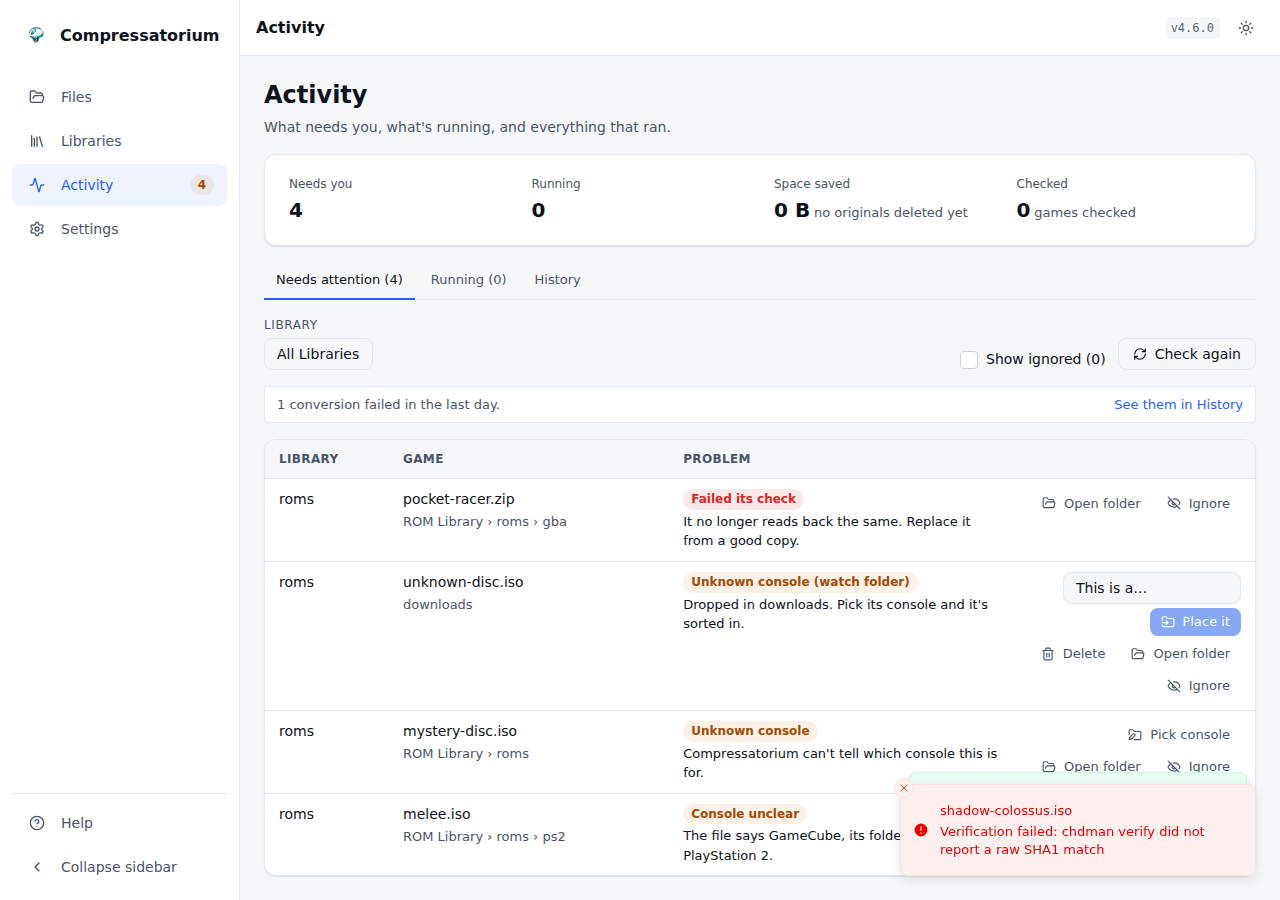 Compressatorium
Activity
v4.6.0
Files
Libraries
Activity
4
Settings
Help
Collapse sidebar
Activity
What needs you, what's running, and everything that ran.
Needs you
4
Running
0
Space saved
0 B no originals deleted yet
Checked
0 games checked
Needs attention (4)
Running (0)
History
LIBRARY
All Libraries
Show ignored (0)
Check again
1 conversion failed in the last day.
See them in History
LIBRARY
GAME
PROBLEM
roms
pocket-racer.zip
ROM Library › roms › gba
Failed its check
It no longer reads back the same. Replace it
from a good copy.
Open folder
Ignore
roms
unknown-disc.iso
downloads
Unknown console (watch folder)
Dropped in downloads. Pick its console and it's
sorted in.
This is a…
Place it
Delete
Open folder
Ignore
roms
mystery-disc.iso
ROM Library › roms
Unknown console
Compressatorium can't tell which console this is
for.
Pick console
Open folder
Ignore
roms
melee.iso
ROM Library › roms › ps2
Console unclear
The file says GameCube, its folde
PlayStation 2.
shadow-colossus.iso
Verification failed: chdman verify did not
report a raw SHA1 match